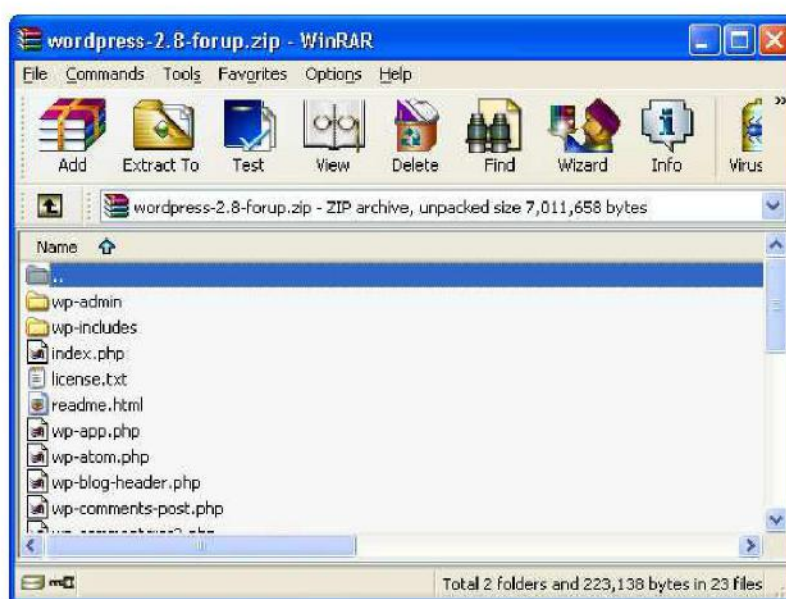 wordpress-2.8-forup.zip - WinRAR
File Commands Tools Favorites Options Help
Add Extract To Test View Delete Find Wizard Info Virus
wordpress-2.8-forup.zip - ZIP archive, unpacked size 7,011,658 bytes
Name
..
wp-admin
wp-includes
index.php
license.txt
readme.html
wp-app.php
wp-atom.php
wp-blog-header.php
wp-comments-post.php
Total 2 folders and 223,138 bytes in 23 files